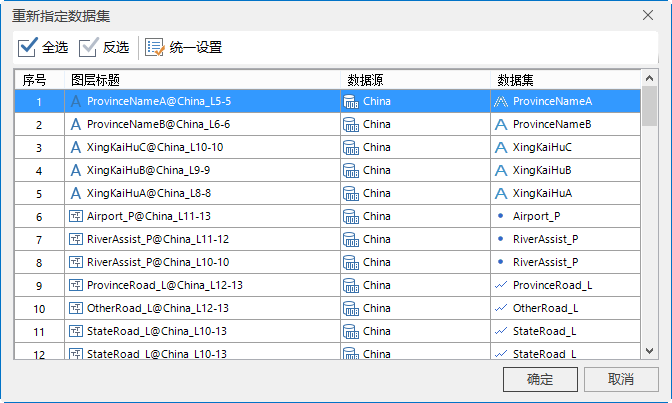 重新指定数据集
全选 反选 统一设置
序号 图层标题 数据源 数据集
1 ProvinceNameA@China_L5-5 China ProvinceNameA
2 ProvinceNameB@China_L6-6 China ProvinceNameB
3 XingKaiHuC@China_L10-10 China XingKaiHuC
4 XingKaiHuB@China_L9-9 China XingKaiHuB
5 XingKaiHuA@China_L8-8 China XingKaiHuA
6 Airport_P@China_L11-13 China Airport_P
7 RiverAssist_P@China_L11-12 China RiverAssist_P
8 RiverAssist_P@China_L10-10 China RiverAssist_P
9 ProvinceRoad_L@China_L12-13 China ProvinceRoad_L
10 OtherRoad_L@China_L12-13 China OtherRoad_L
11 StateRoad_L@China_L10-13 China StateRoad_L
12 StateRoad_L@China_L10-13 China StateRoad_L
确定 取消